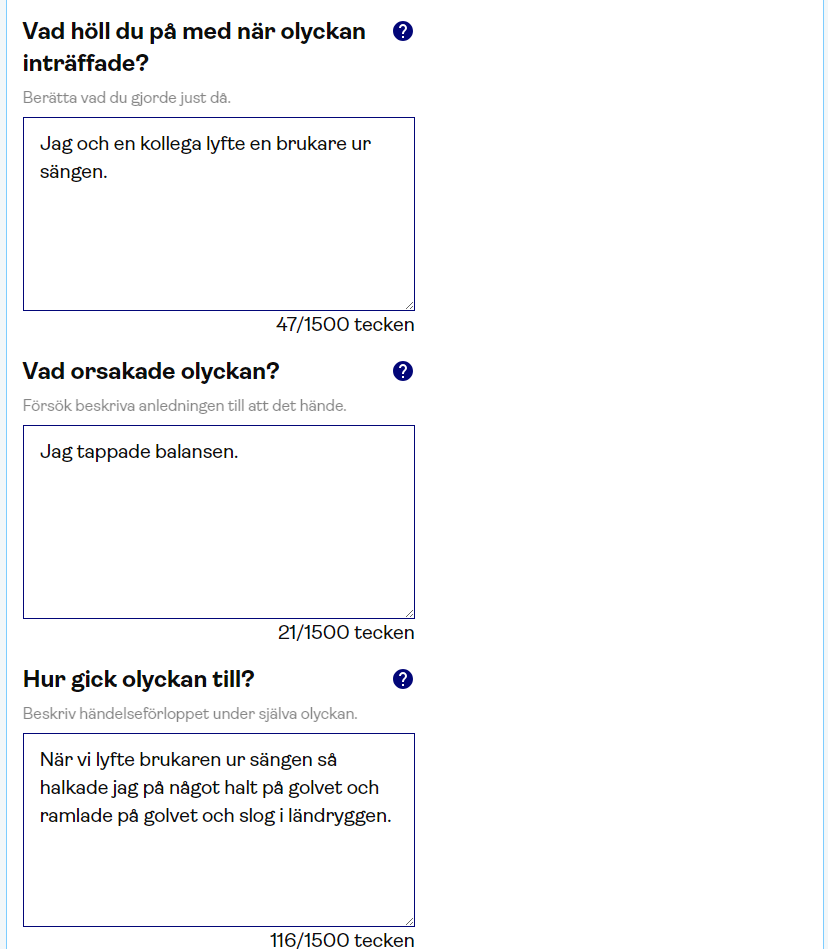 Vad höll du på med när olyckan
inträffade?
?
Berätta vad du gjorde just då.
Jag och en kollega lyfte en brukare ur
sängen.
47/1500 tecken
Vad orsakade olyckan?
?
Försök beskriva anledningen till att det hände.
Jag tappade balansen.
21/1500 tecken
Hur gick olyckan till?
?
Beskriv händelseförloppet under själva olyckan.
När vi lyfte brukaren ur sängen så
halkade jag på något halt på golvet och
ramlade på golvet och slog i ländryggen.
116/1500 tecken